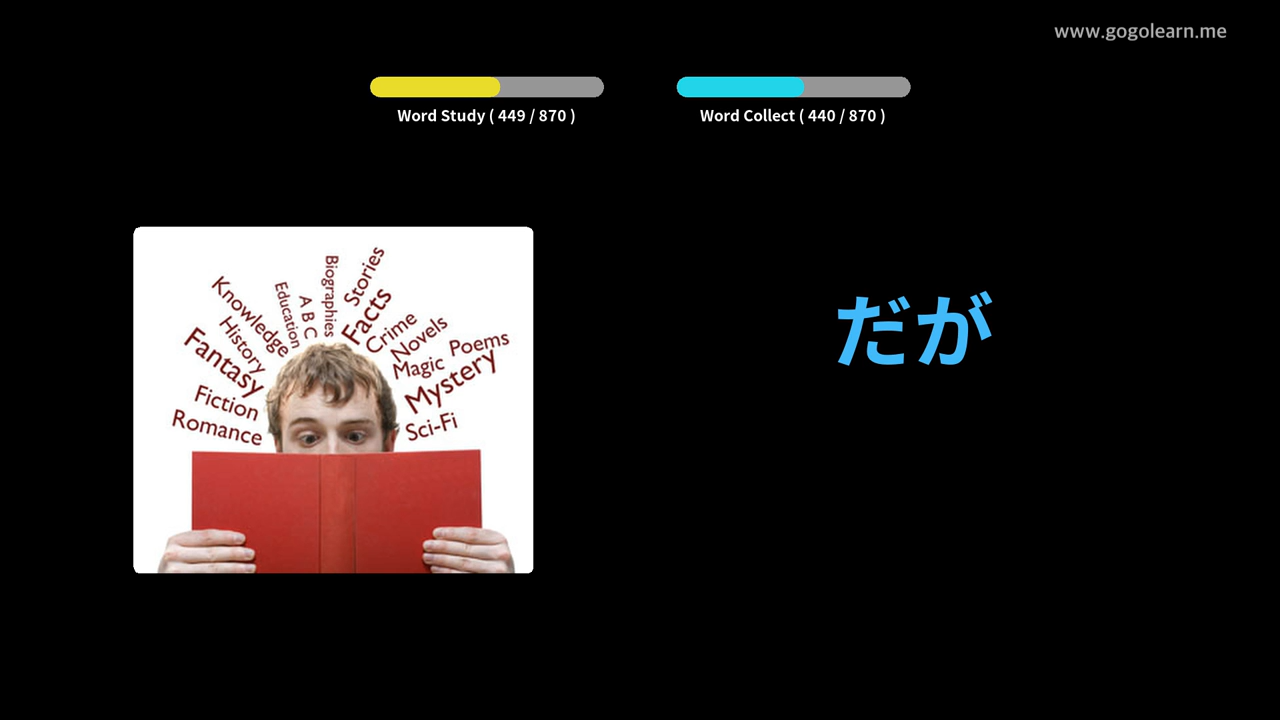 www.gogolearn.me
Word Study ( 449 / 870 )
Word Collect ( 440 / 870 )
Knowledge
History
Fantasy
Fiction
Romance
Education
A B C
Biographies
Stories
Facts
Crime
Novels
Magic
Poems
Mystery
Sci-Fi
だが